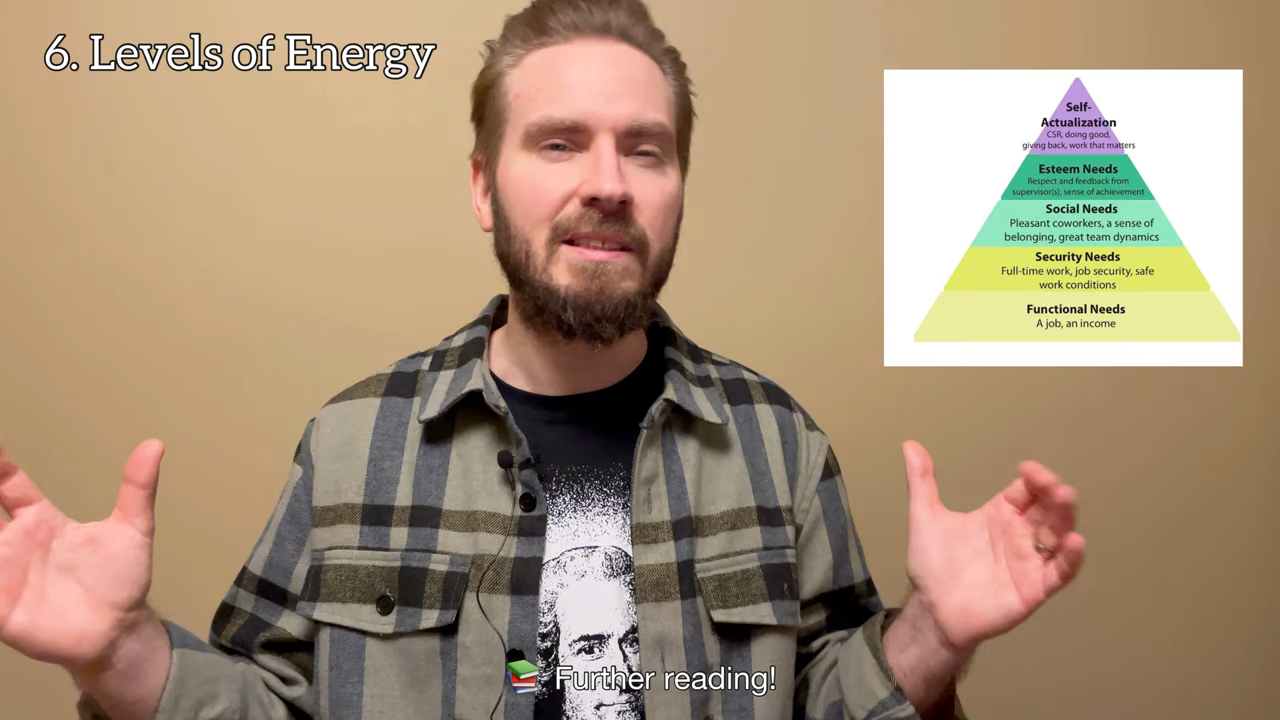 6. Levels of Energy
Self-
Actualization
CSR, doing good,
giving back, work that matters
Esteem Needs
Respect and feedback from
supervisor(s), sense of achievement
Social Needs
Pleasant coworkers, a sense of
belonging, great team dynamics
Security Needs
Full-time work, job security, safe
work conditions
Functional Needs
A job, an income
📚 Further reading!